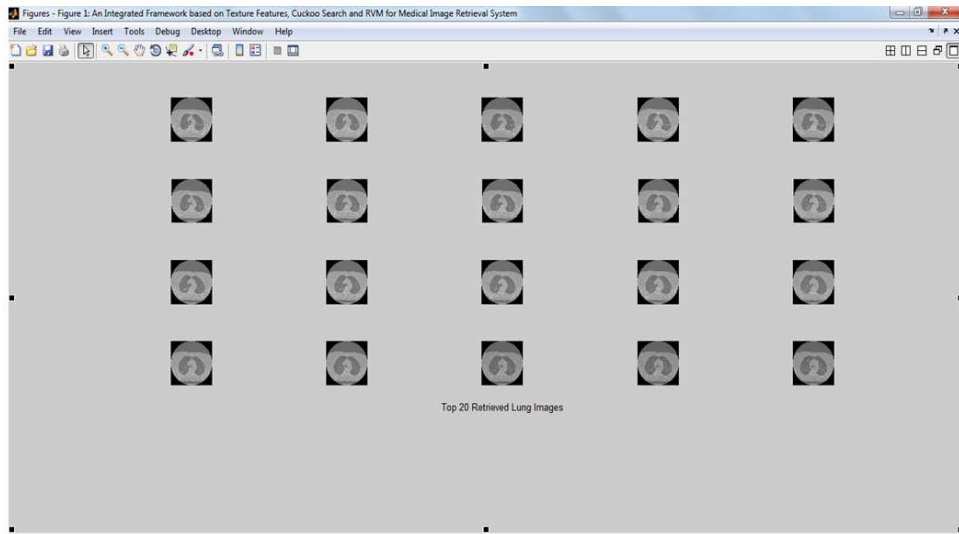 Figures - Figure 1: An Integrated Framework based on Texture Features, Cuckoo Search and RVM for Medical Image Retrieval System
File Edit View Insert Tools Debug Desktop Window Help
Top 20 Retrieved Lung Images